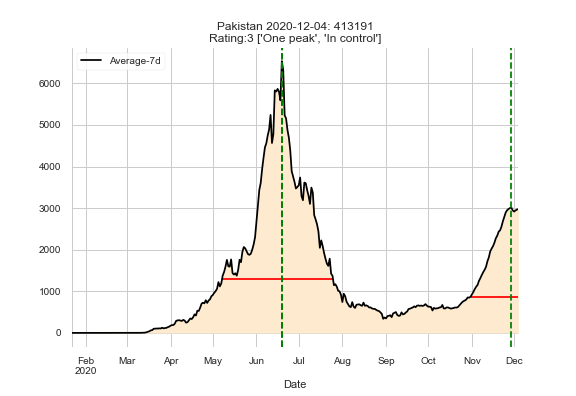 Pakistan 2020-12-04: 413191
Rating:3 ['One peak', 'In control']
Average-7d
6000
5000
4000
3000
2000
1000
0
Feb Mar Apr May Jun Jul Aug Sep Oct Nov Dec
2020
Date